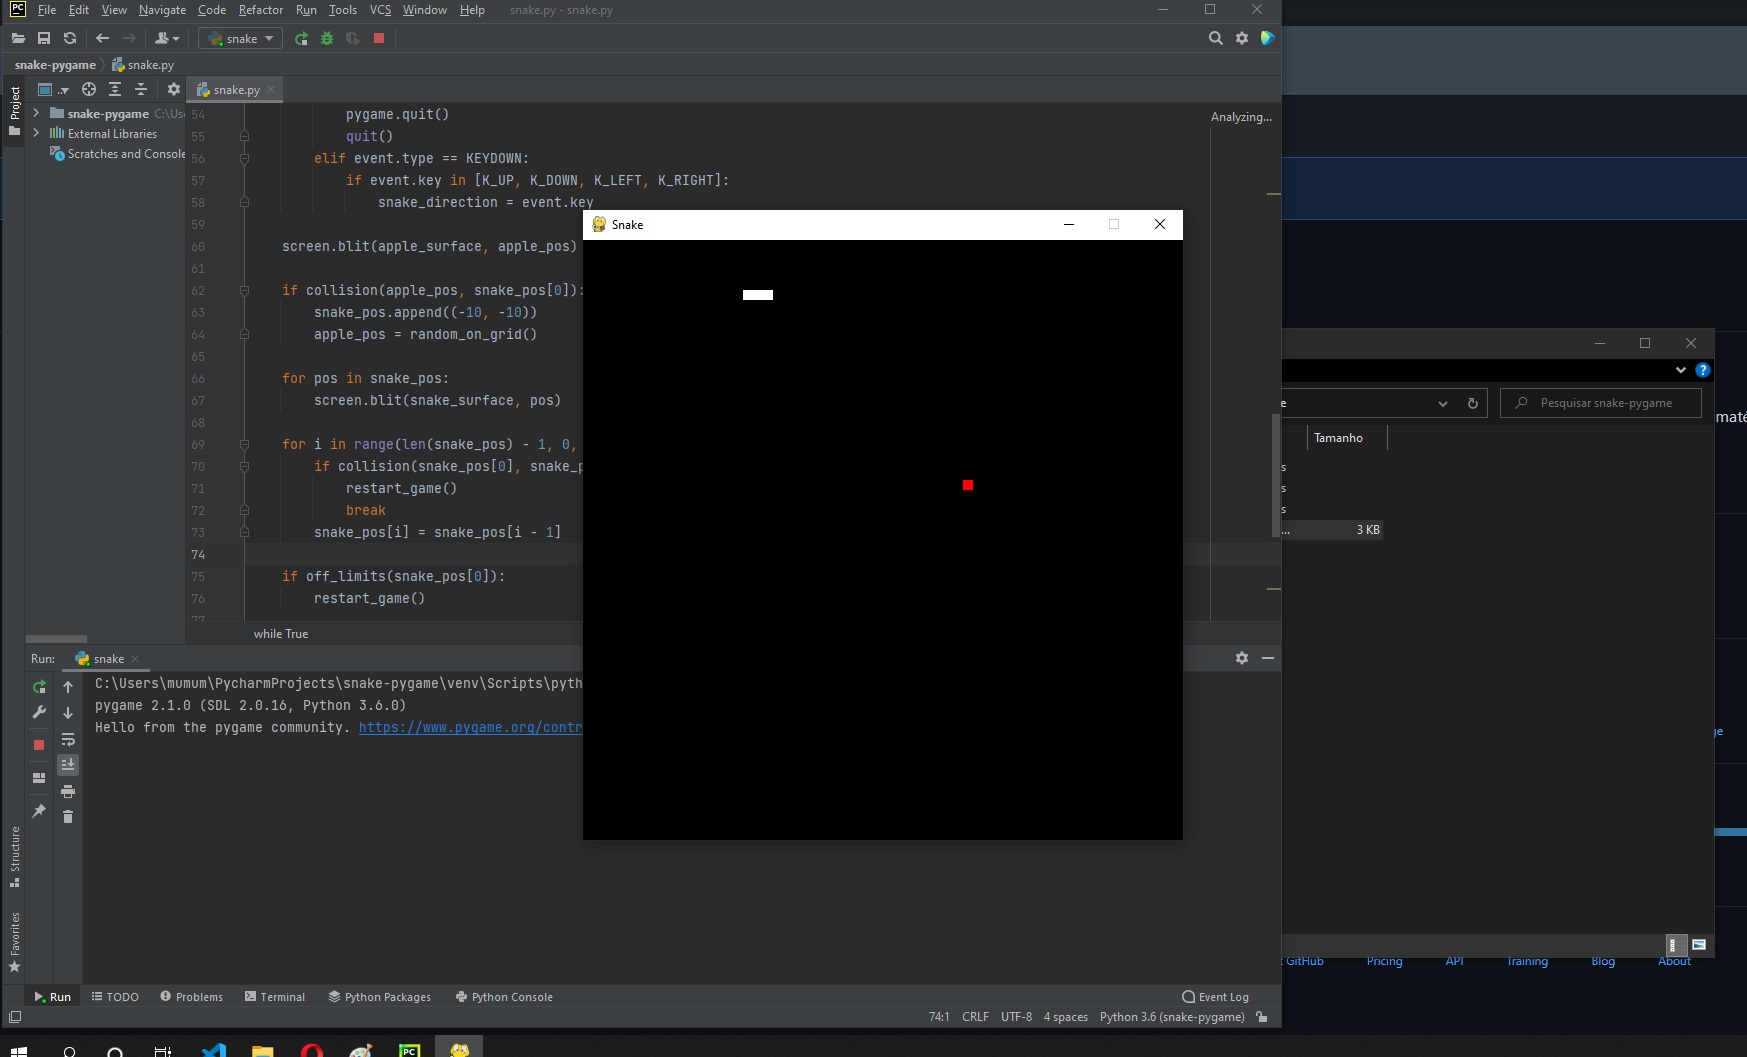 PC File Edit View Navigate Code Refactor Run Tools VCS Window Help snake.py - snake.py
snake
snake-pygame snake.py
Project
snake.py
snake-pygame C:\Us
External Libraries
Scratches and Console
54 pygame.quit()
Analyzing...
55 quit()
56 elif event.type == KEYDOWN:
57 if event.key in [K_UP, K_DOWN, K_LEFT, K_RIGHT]:
58 snake_direction = event.key
59
60 screen.blit(apple_surface, apple_pos)
61
62 if collision(apple_pos, snake_pos[0]):
63 snake_pos.append((-10, -10))
64 apple_pos = random_on_grid()
65
66 for pos in snake_pos:
67 screen.blit(snake_surface, pos)
68
69 for i in range(len(snake_pos) - 1, 0,
70 if collision(snake_pos[0], snake_p
71 restart_game()
72 break
73 snake_pos[i] = snake_pos[i - 1]
74
75 if off_limits(snake_pos[0]):
76 restart_game()
77
while True
Snake
Run: snake
C:\Users\mumum\PycharmProjects\snake-pygame\venv\Scripts\pyth
pygame 2.1.0 (SDL 2.0.16, Python 3.6.0)
Hello from the pygame community. https://www.pygame.org/contr
Structure
Favorites
Run TODO Problems Terminal Python Packages Python Console Event Log
74:1 CRLF UTF-8 4 spaces Python 3.6 (snake-pygame)
?
e Pesquisar snake-pygame
maté
Tamanho
s
s
s
... 3 KB
ge
GitHub Pricing API Training Blog About
PC